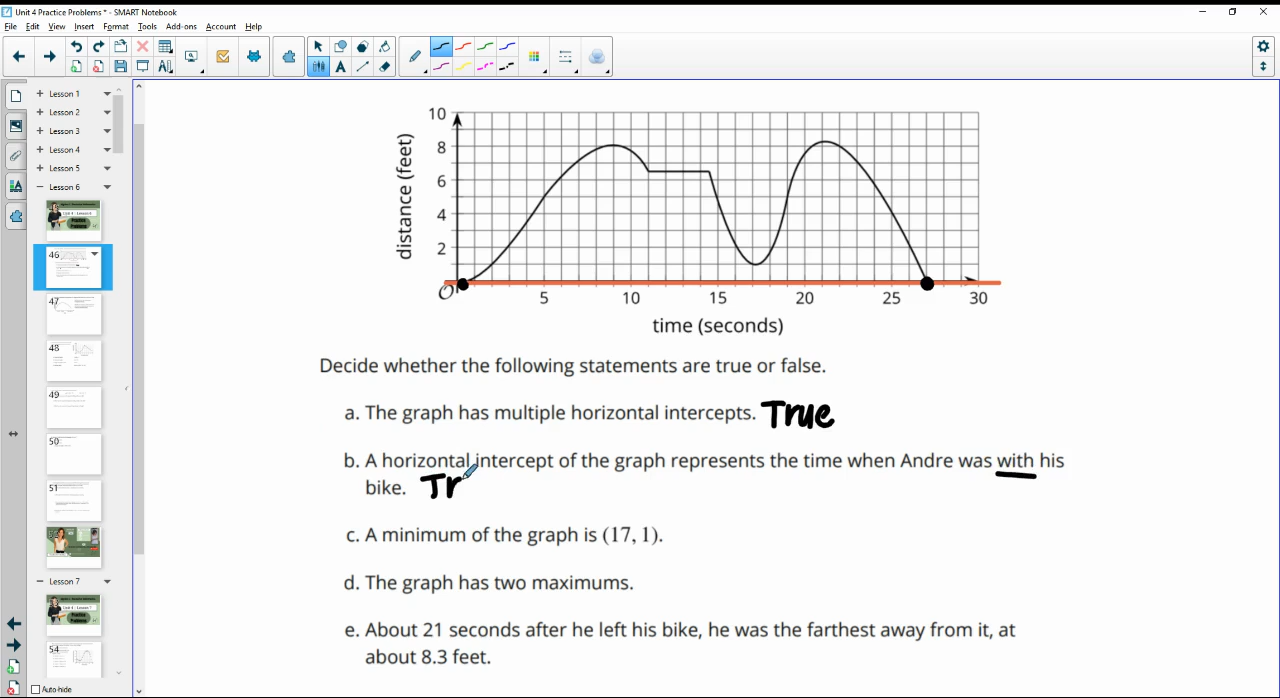 Unit 4 Practice Problems * - SMART Notebook
File Edit View Insert Format Tools Add-ons Account Help
Lesson 1
Lesson 2
Lesson 3
Lesson 4
Lesson 5
Lesson 6
46
47
48
49
50
51
Lesson 7
54
Auto-hide
10
8
6
4
2
distance (feet)
O
5 10 15 20 25 30
time (seconds)
Decide whether the following statements are true or false.
a. The graph has multiple horizontal intercepts. True
b. A horizontal intercept of the graph represents the time when Andre was with his
bike. Tr
c. A minimum of the graph is (17, 1).
d. The graph has two maximums.
e. About 21 seconds after he left his bike, he was the farthest away from it, at
about 8.3 feet.